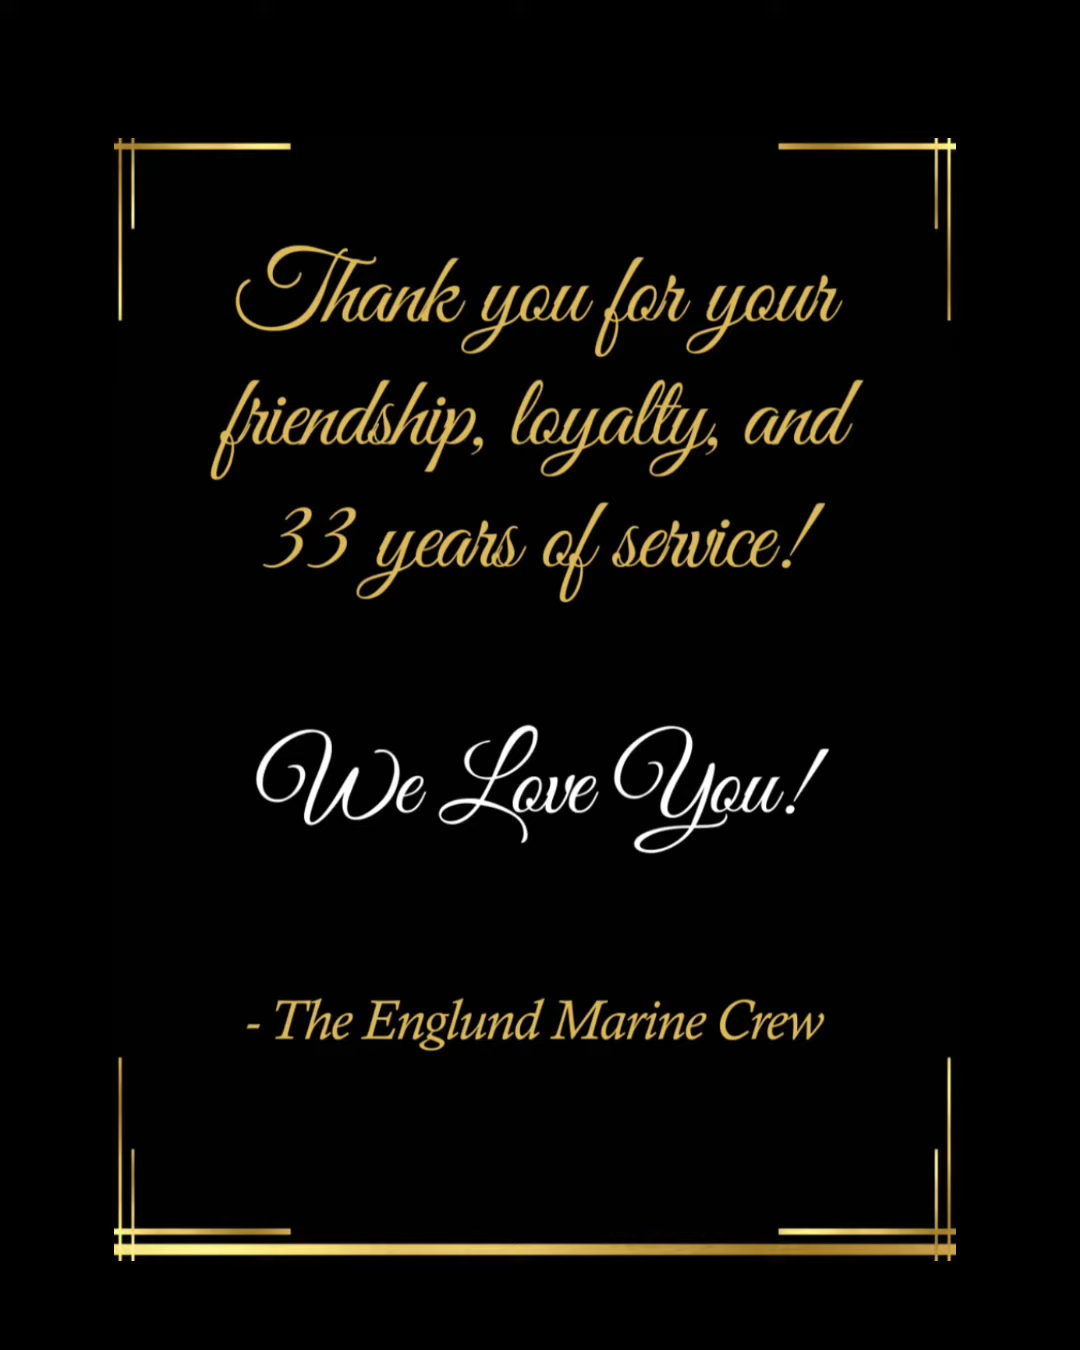 Thank you for your
friendship, loyalty, and
33 years of service!
We Love You!
- The Englund Marine Crew